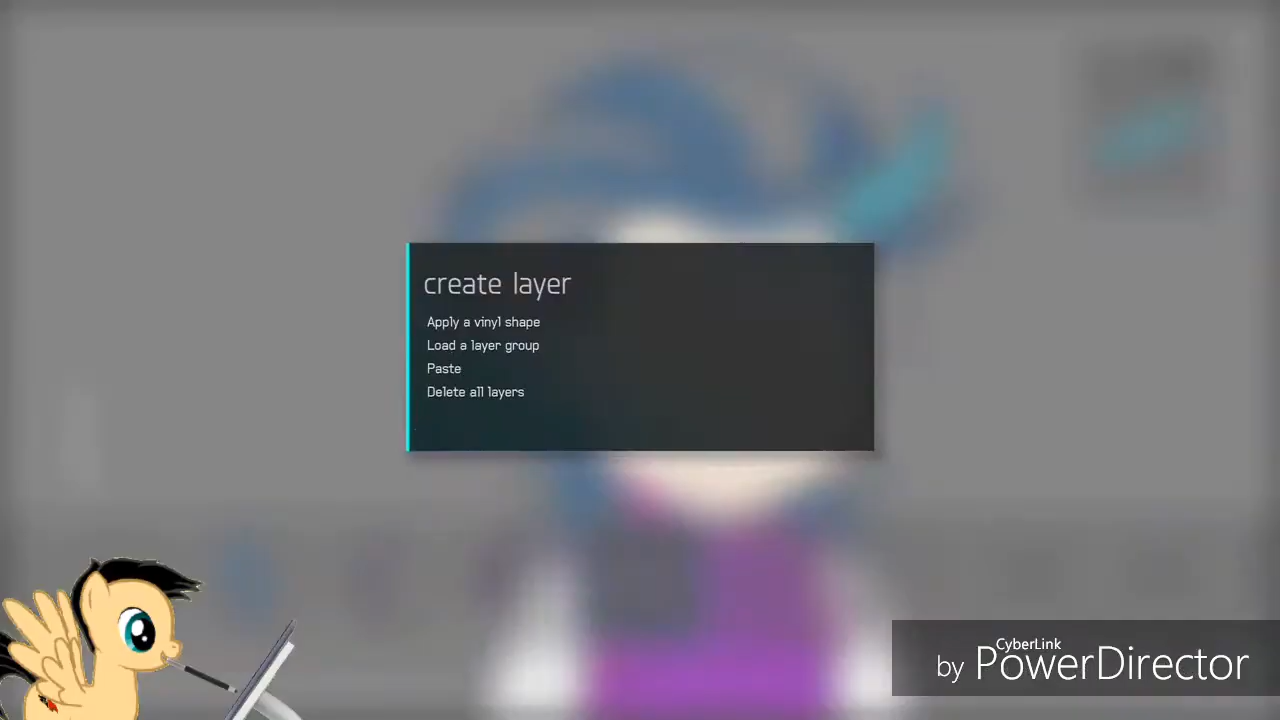 create layer
Apply a vinyl shape
Load a layer group
Paste
Delete all layers
CyberLink
by PowerDirector